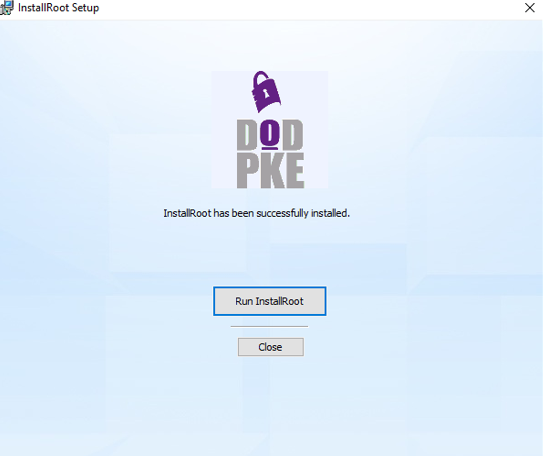 InstallRoot Setup
DOD
PKE
InstallRoot has been successfully installed.
Run InstallRoot
Close